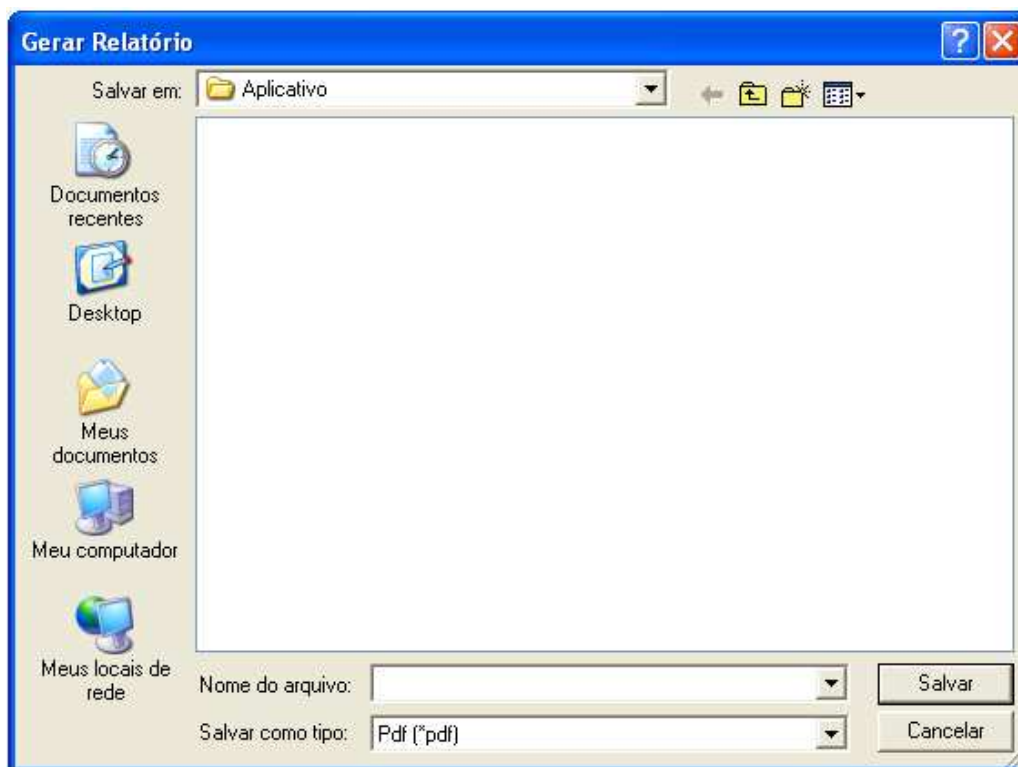 Gerar Relatório
Salvar em:
Aplicativo
Documentos
recentes
Desktop
Meus
documentos
Meu computador
Meus locais de
rede
Nome do arquivo:
Salvar
Salvar como tipo:
Pdf (*pdf)
Cancelar